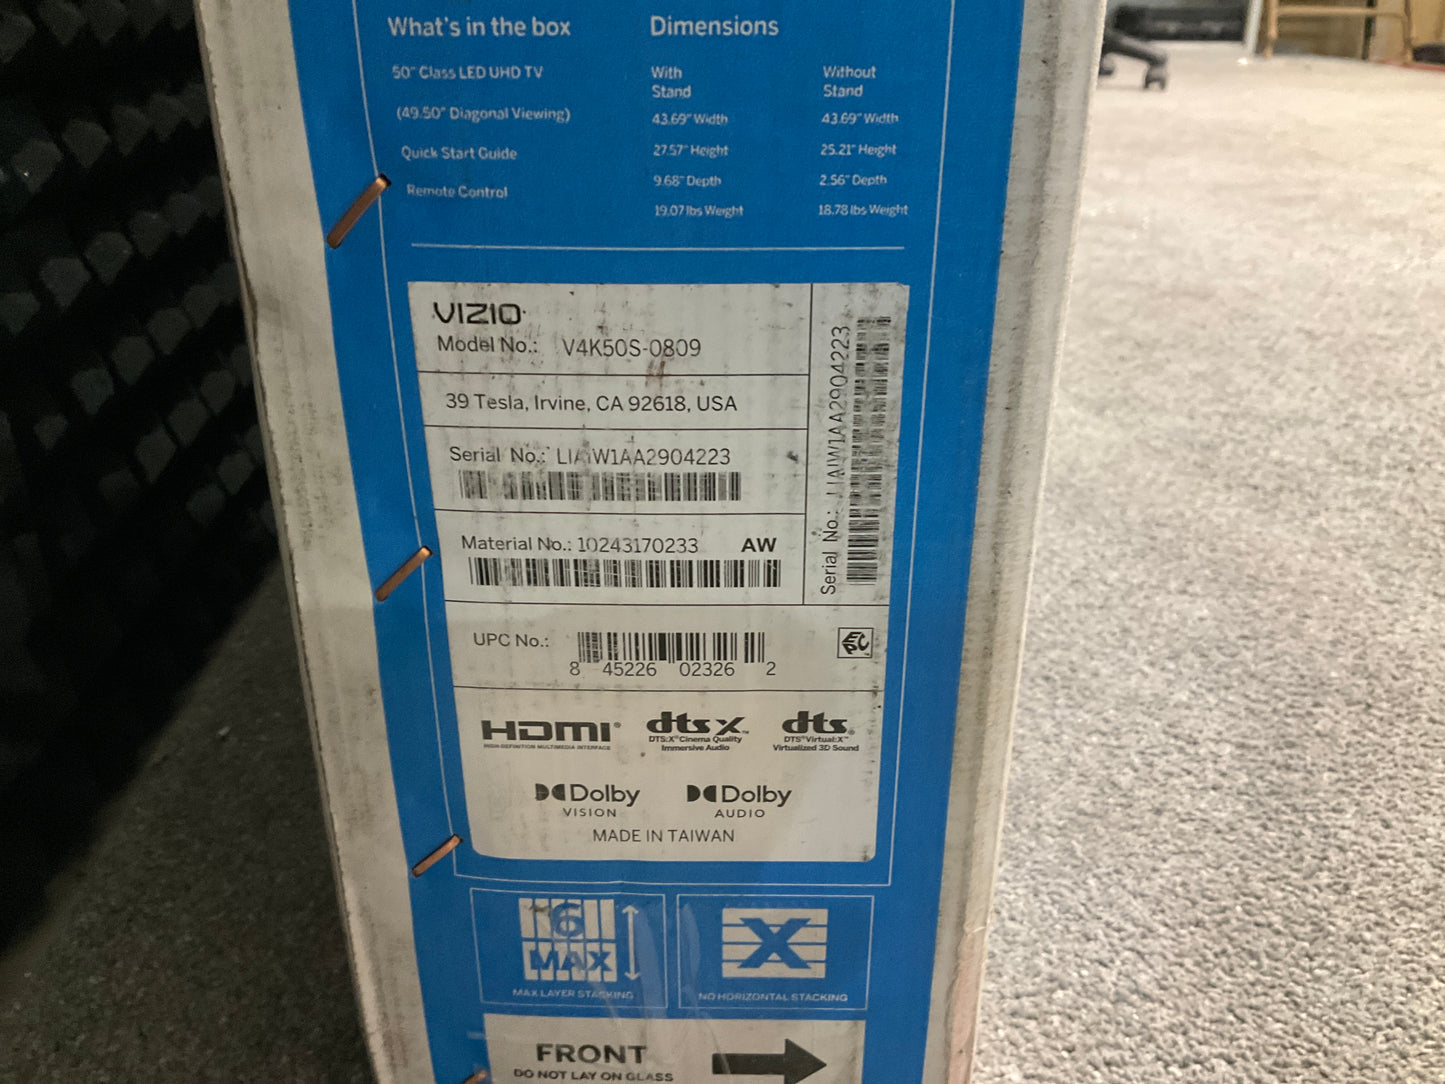 What's in the box
50" Class LED UHD TV
(49.50" Diagonal Viewing)
Quick Start Guide
Remote Control
Dimensions
With
Stand
43.69" Width
27.57" Height
9.68" Depth
19.07 lbs Weight
Without
Stand
43.69" Width
25.21" Height
2.56" Depth
18.78 lbs Weight
VIZIO
Model No.: V4K50S-0809
39 Tesla, Irvine, CA 92618, USA
Serial No.: LIAIW1AA2904223
Material No.: 10243170233 AW
Serial No.: LIAIW1AA2904223
UPC No.:
8 45226 02326 2
EPC
HDMI®
HIGH-DEFINITION MULTIMEDIA INTERFACE
dts X™
DTS:X® Cinema Quality
Immersive Audio
dts®
DTS® Virtual:X™
Virtualized 3D Sound
Dolby
VISION
Dolby
AUDIO
MADE IN TAIWAN
6
MAX
MAX LAYER STACKING
X
NO HORIZONTAL STACKING
FRONT
DO NOT LAY ON GLASS